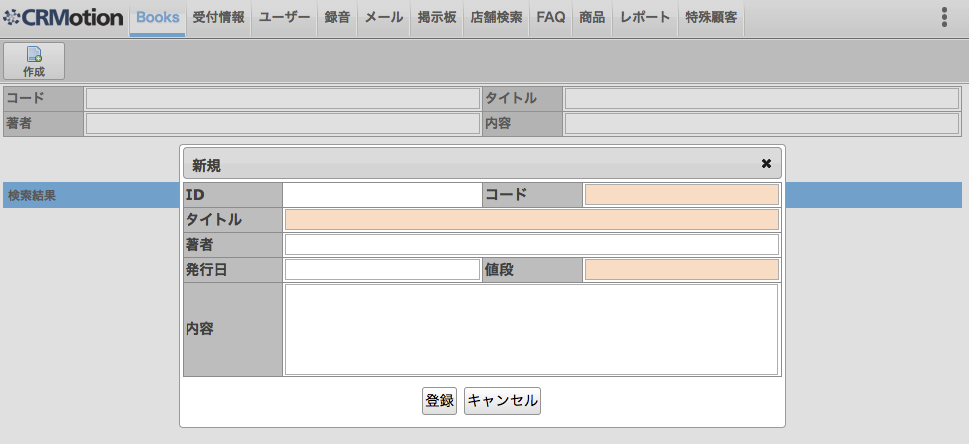 CRMotion Books 受付情報 ユーザー 録音 メール 掲示板 店舗検索 FAQ 商品 レポート 特殊顧客
作成
コード タイトル
著者 内容
検索結果
新規
ID コード
タイトル
著者
発行日 値段
内容
登録 キャンセル